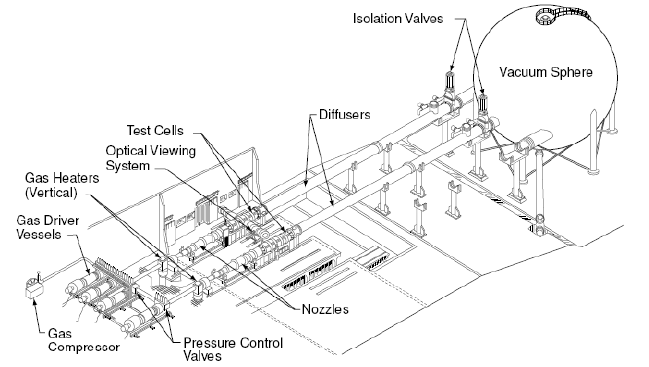 Isolation Valves
Vacuum Sphere
Diffusers
Test Cells
Optical Viewing
System
Gas Heaters
(Vertical)
Gas Driver
Vessels
Nozzles
Gas
Compressor
Pressure Control
Valves